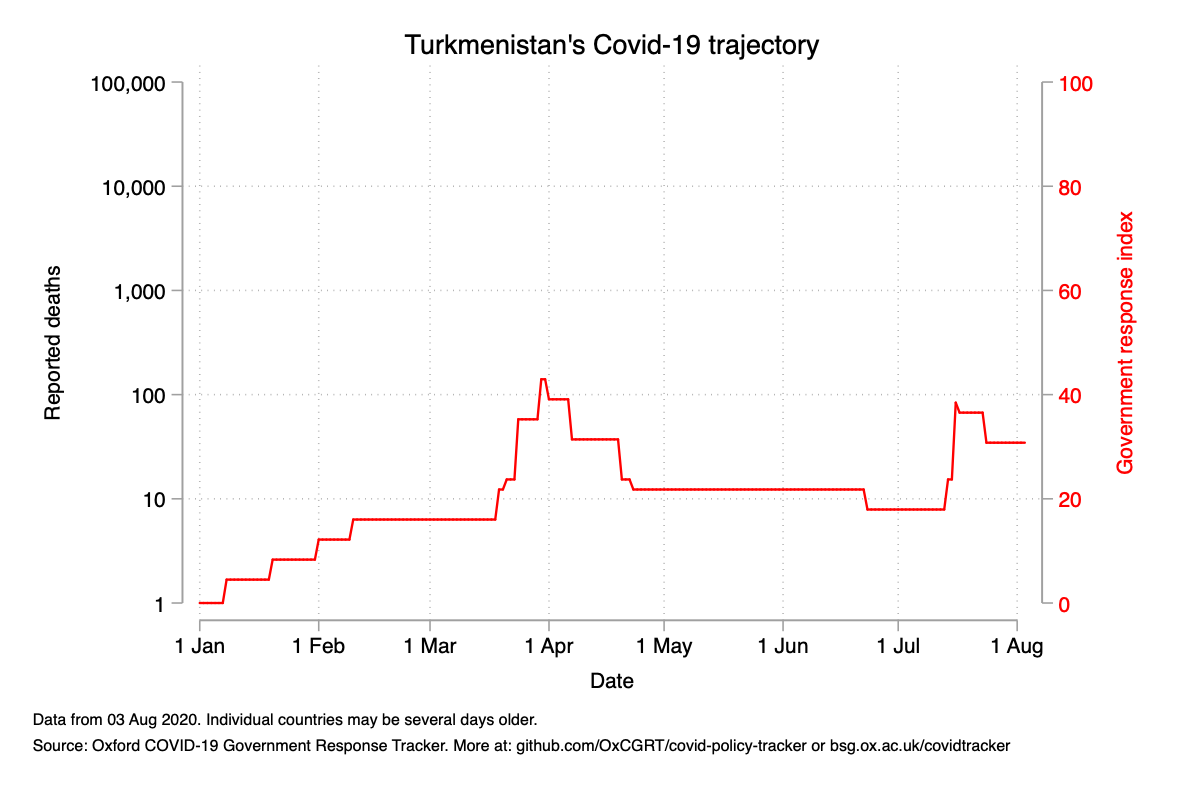 Turkmenistan's Covid-19 trajectory
100,000
10,000
1,000
100
10
1
Reported deaths
100
80
60
40
20
0
Government response index
1 Jan 1 Feb 1 Mar 1 Apr 1 May 1 Jun 1 Jul 1 Aug
Date
Data from 03 Aug 2020. Individual countries may be several days older.
Source: Oxford COVID-19 Government Response Tracker. More at: github.com/OxCGRT/covid-policy-tracker or bsg.ox.ac.uk/covidtracker